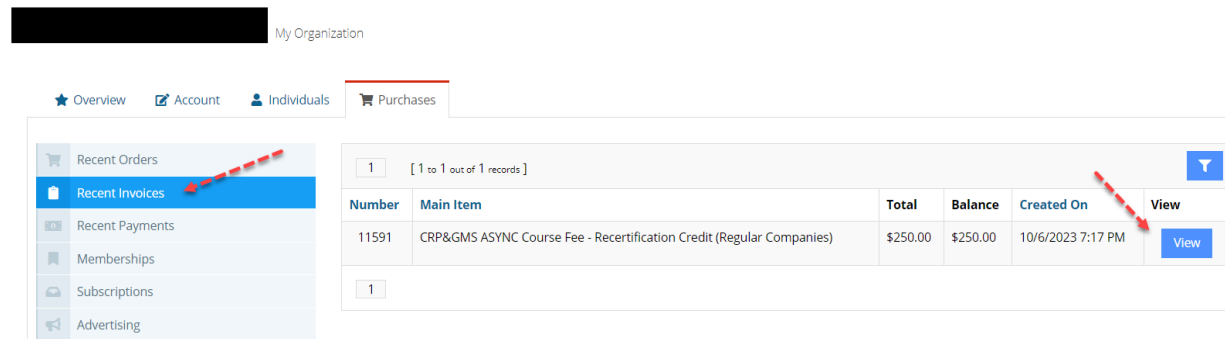 My Organization
Overview Account Individuals Purchases
Recent Orders
Recent Invoices
Recent Payments
Memberships
Subscriptions
Advertising
1 [ 1 to 1 out of 1 records ]
Number Main Item Total Balance Created On View
11591 CRP&GMS ASYNC Course Fee - Recertification Credit (Regular Companies) $250.00 $250.00 10/6/2023 7:17 PM View
1